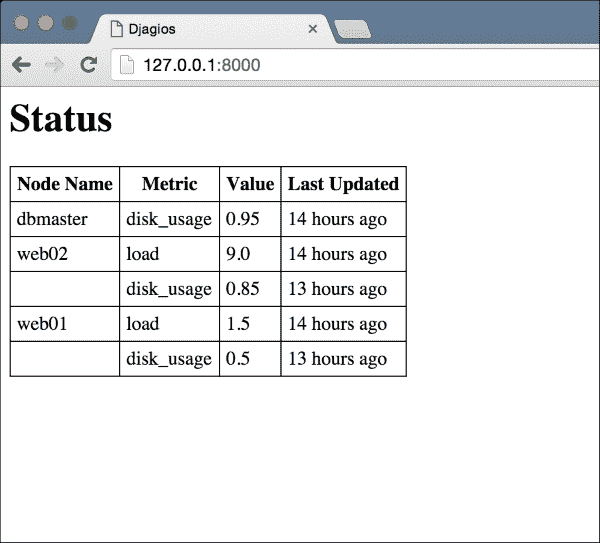 Djagios
127.0.0.1:8000
Status
Node Name Metric Value Last Updated
dbmaster disk_usage 0.95 14 hours ago
web02 load 9.0 14 hours ago
disk_usage 0.85 13 hours ago
web01 load 1.5 14 hours ago
disk_usage 0.5 13 hours ago